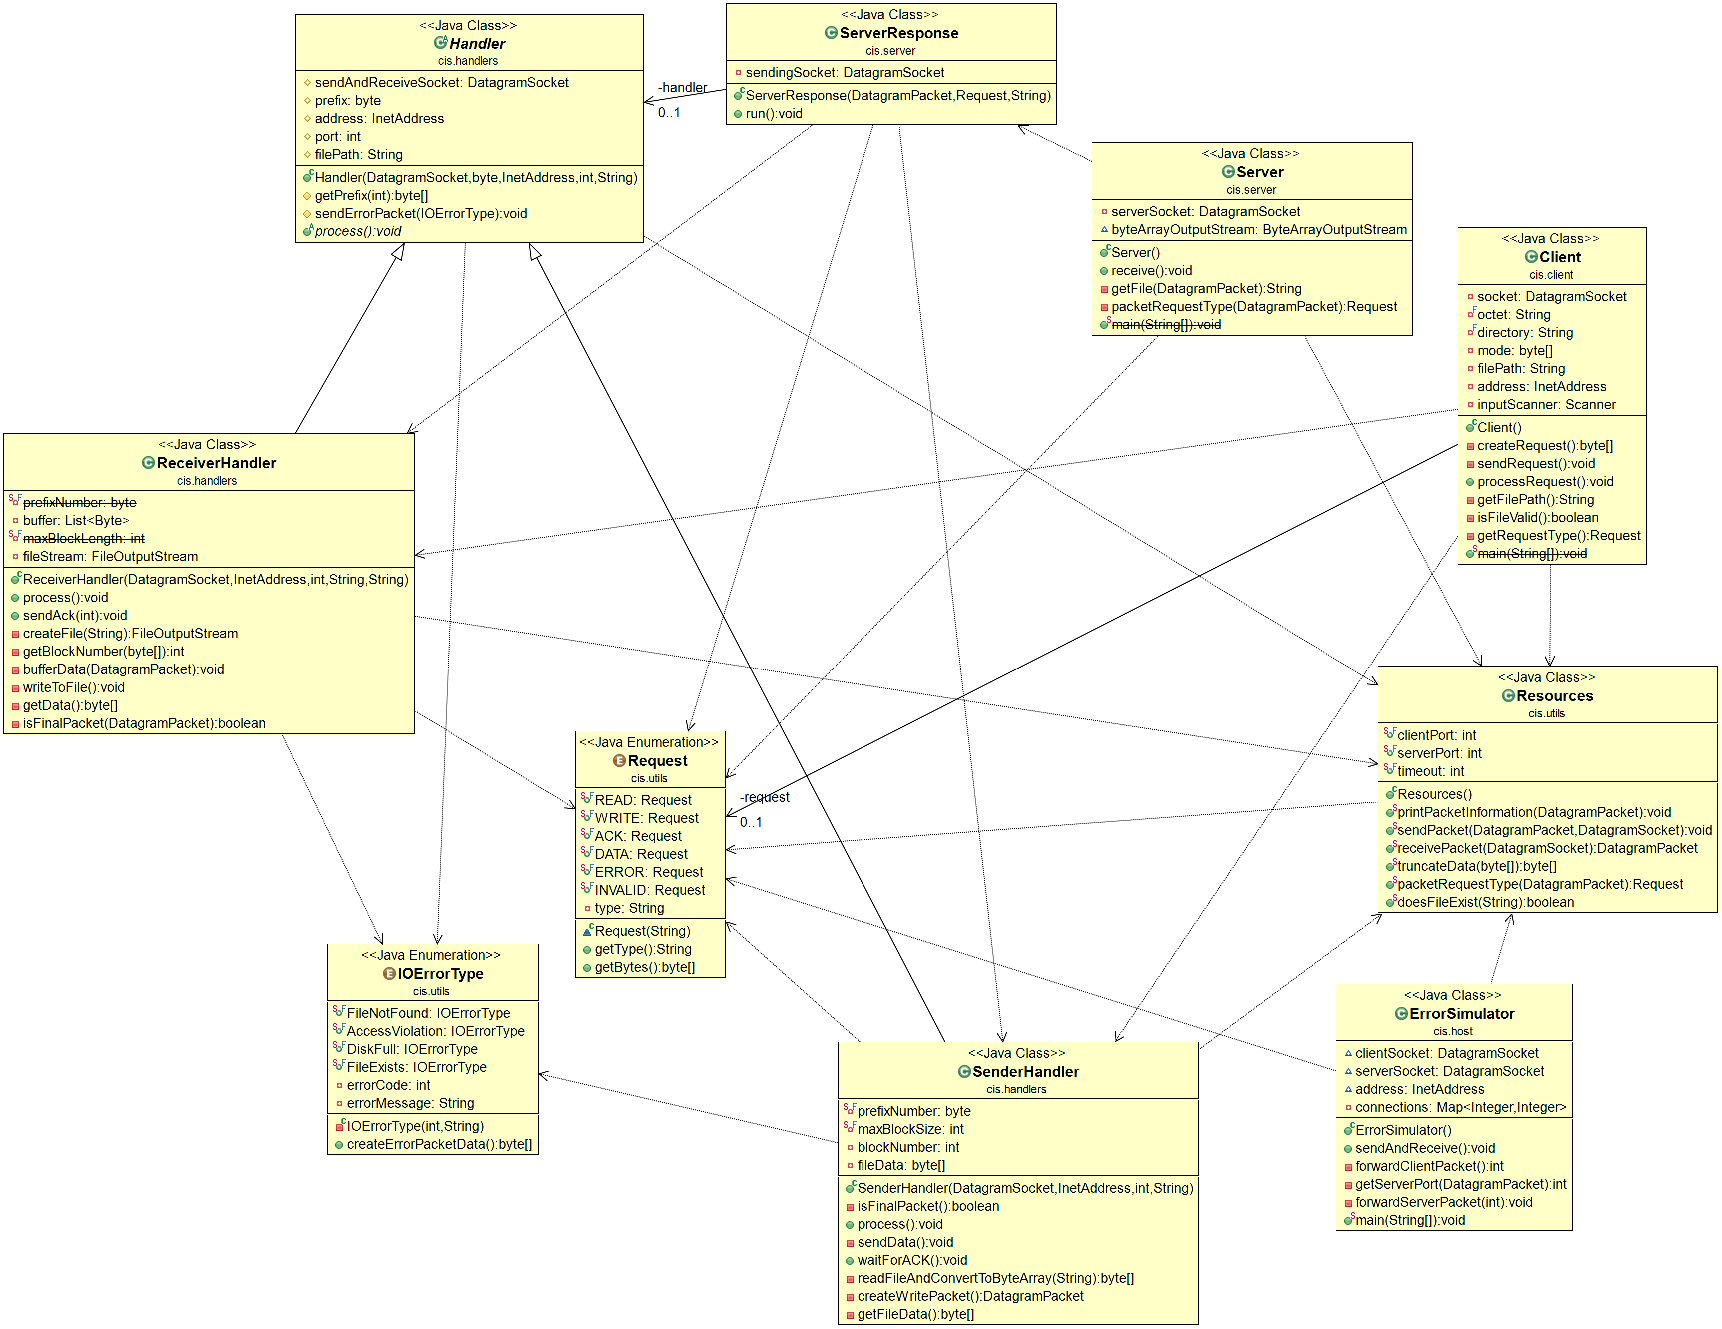 <<Java Class>>
Handler
cis.handlers
sendAndReceiveSocket: DatagramSocket
prefix: byte
address: InetAddress
port: int
filePath: String
Handler(DatagramSocket,byte,InetAddress,int,String)
getPrefix(int):byte[]
sendErrorPacket(IOErrorType):void
process():void
-handler
0..1
<<Java Class>>
ServerResponse
cis.server
sendingSocket: DatagramSocket
ServerResponse(DatagramPacket,Request,String)
run():void
<<Java Class>>
Server
cis.server
serverSocket: DatagramSocket
byteArrayOutputStream: ByteArrayOutputStream
Server()
receive():void
getFile(DatagramPacket):String
packetRequestType(DatagramPacket):Request
main(String[]):void
<<Java Class>>
Client
cis.client
socket: DatagramSocket
octet: String
directory: String
mode: byte[]
filePath: String
address: InetAddress
inputScanner: Scanner
Client()
createRequest():byte[]
sendRequest():void
processRequest():void
getFilePath():String
isFileValid():boolean
getRequestType():Request
main(String[]):void
<<Java Class>>
ReceiverHandler
cis.handlers
prefixNumber: byte
buffer: List<Byte>
maxBlockLength: int
fileStream: FileOutputStream
ReceiverHandler(DatagramSocket,InetAddress,int,String,String)
process():void
sendAck(int):void
createFile(String):FileOutputStream
getBlockNumber(byte[]):int
bufferData(DatagramPacket):void
writeToFile():void
getData():byte[]
isFinalPacket(DatagramPacket):boolean
<<Java Class>>
Resources
cis.utils
clientPort: int
serverPort: int
timeout: int
Resources()
printPacketInformation(DatagramPacket):void
sendPacket(DatagramPacket,DatagramSocket):void
receivePacket(DatagramSocket):DatagramPacket
truncateData(byte[]):byte[]
packetRequestType(DatagramPacket):Request
doesFileExist(String):boolean
<<Java Enumeration>>
Request
cis.utils
READ: Request
WRITE: Request
ACK: Request
DATA: Request
ERROR: Request
INVALID: Request
type: String
Request(String)
getType():String
getBytes():byte[]
-request
0..1
<<Java Enumeration>>
IOErrorType
cis.utils
FileNotFound: IOErrorType
AccessViolation: IOErrorType
DiskFull: IOErrorType
FileExists: IOErrorType
errorCode: int
errorMessage: String
IOErrorType(int,String)
createErrorPacketData():byte[]
<<Java Class>>
SenderHandler
cis.handlers
prefixNumber: byte
maxBlockSize: int
blockNumber: int
fileData: byte[]
SenderHandler(DatagramSocket,InetAddress,int,String)
isFinalPacket():boolean
process():void
sendData():void
waitForACK():void
readFileAndConvertToByteArray(String):byte[]
createWritPacket():DatagramPacket
getFileData():byte[]
<<Java Class>>
ErrorSimulator
cis.host
clientSocket: DatagramSocket
serverSocket: DatagramSocket
address: InetAddress
connections: Map<Integer,Integer>
ErrorSimulator()
sendAndReceive():void
forwardClientPacket():int
getServerPort(DatagramPacket):int
forwardServerPacket(int):void
main(String[]):void